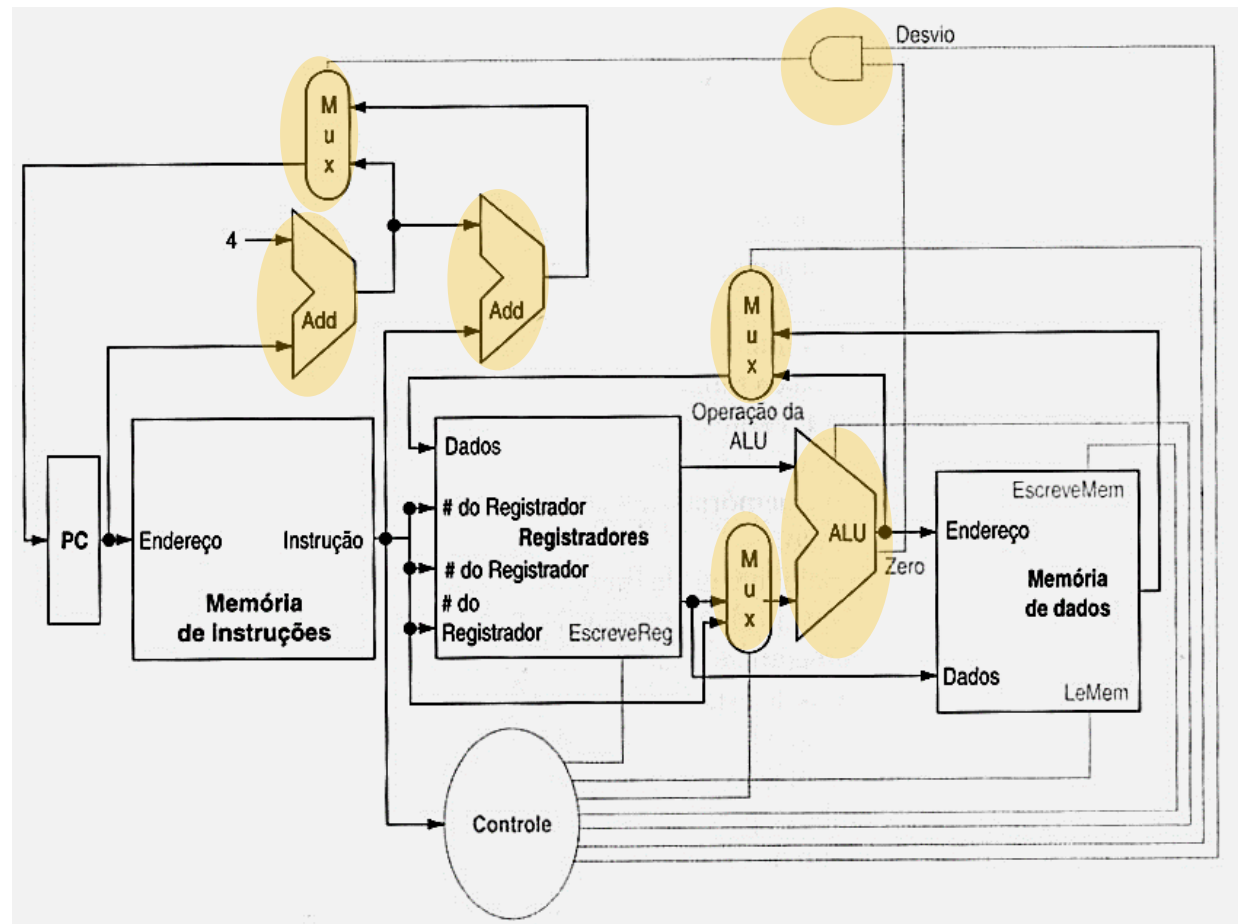 Desvio
M
u
x
4
Add
Add
M
u
x
Operação da
ALU
Dados
# do Registrador
Registradores
# do Registrador
# do
Registrador
EscreveReg
PC
Endereço
Instrução
Memória
de instruções
M
u
x
ALU
Zero
EscreveMem
Endereço
Memória
de dados
Dados
LeMem
Controle